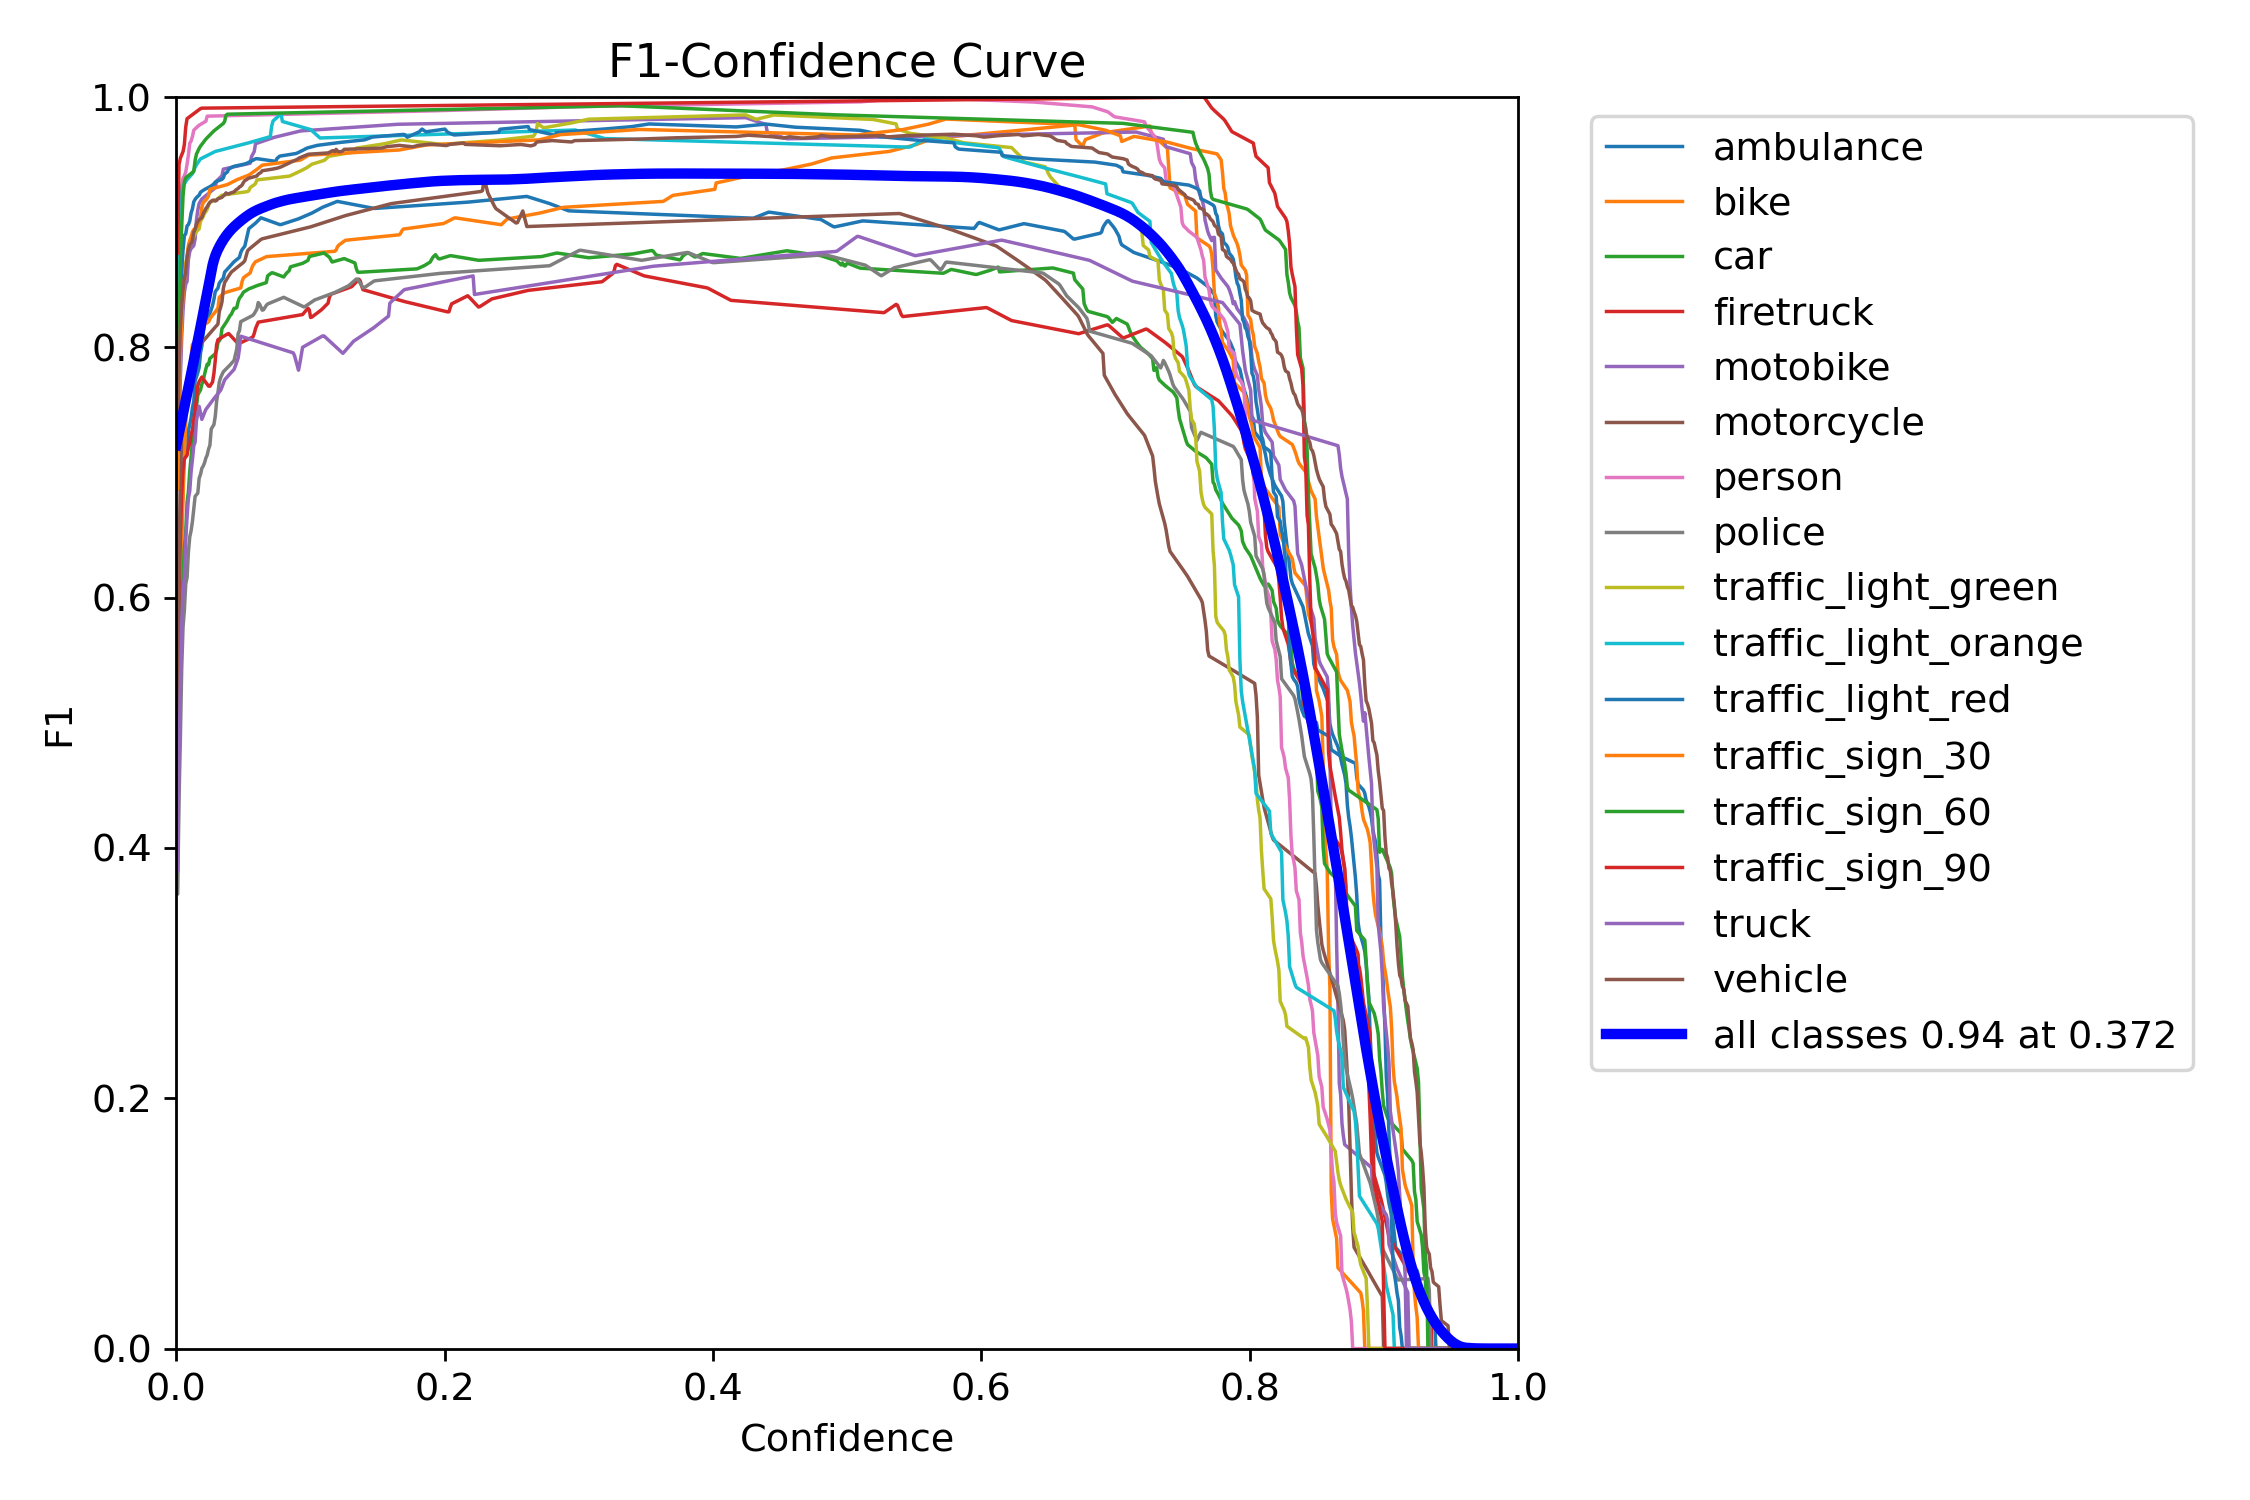 F1-Confidence Curve
1.0
0.8
0.6
0.4
0.2
0.0
F1
0.0 0.2 0.4 0.6 0.8 1.0
Confidence
ambulance
bike
car
firetruck
motobike
motorcycle
person
police
traffic_light_green
traffic_light_orange
traffic_light_red
traffic_sign_30
traffic_sign_60
traffic_sign_90
truck
vehicle
all classes 0.94 at 0.372